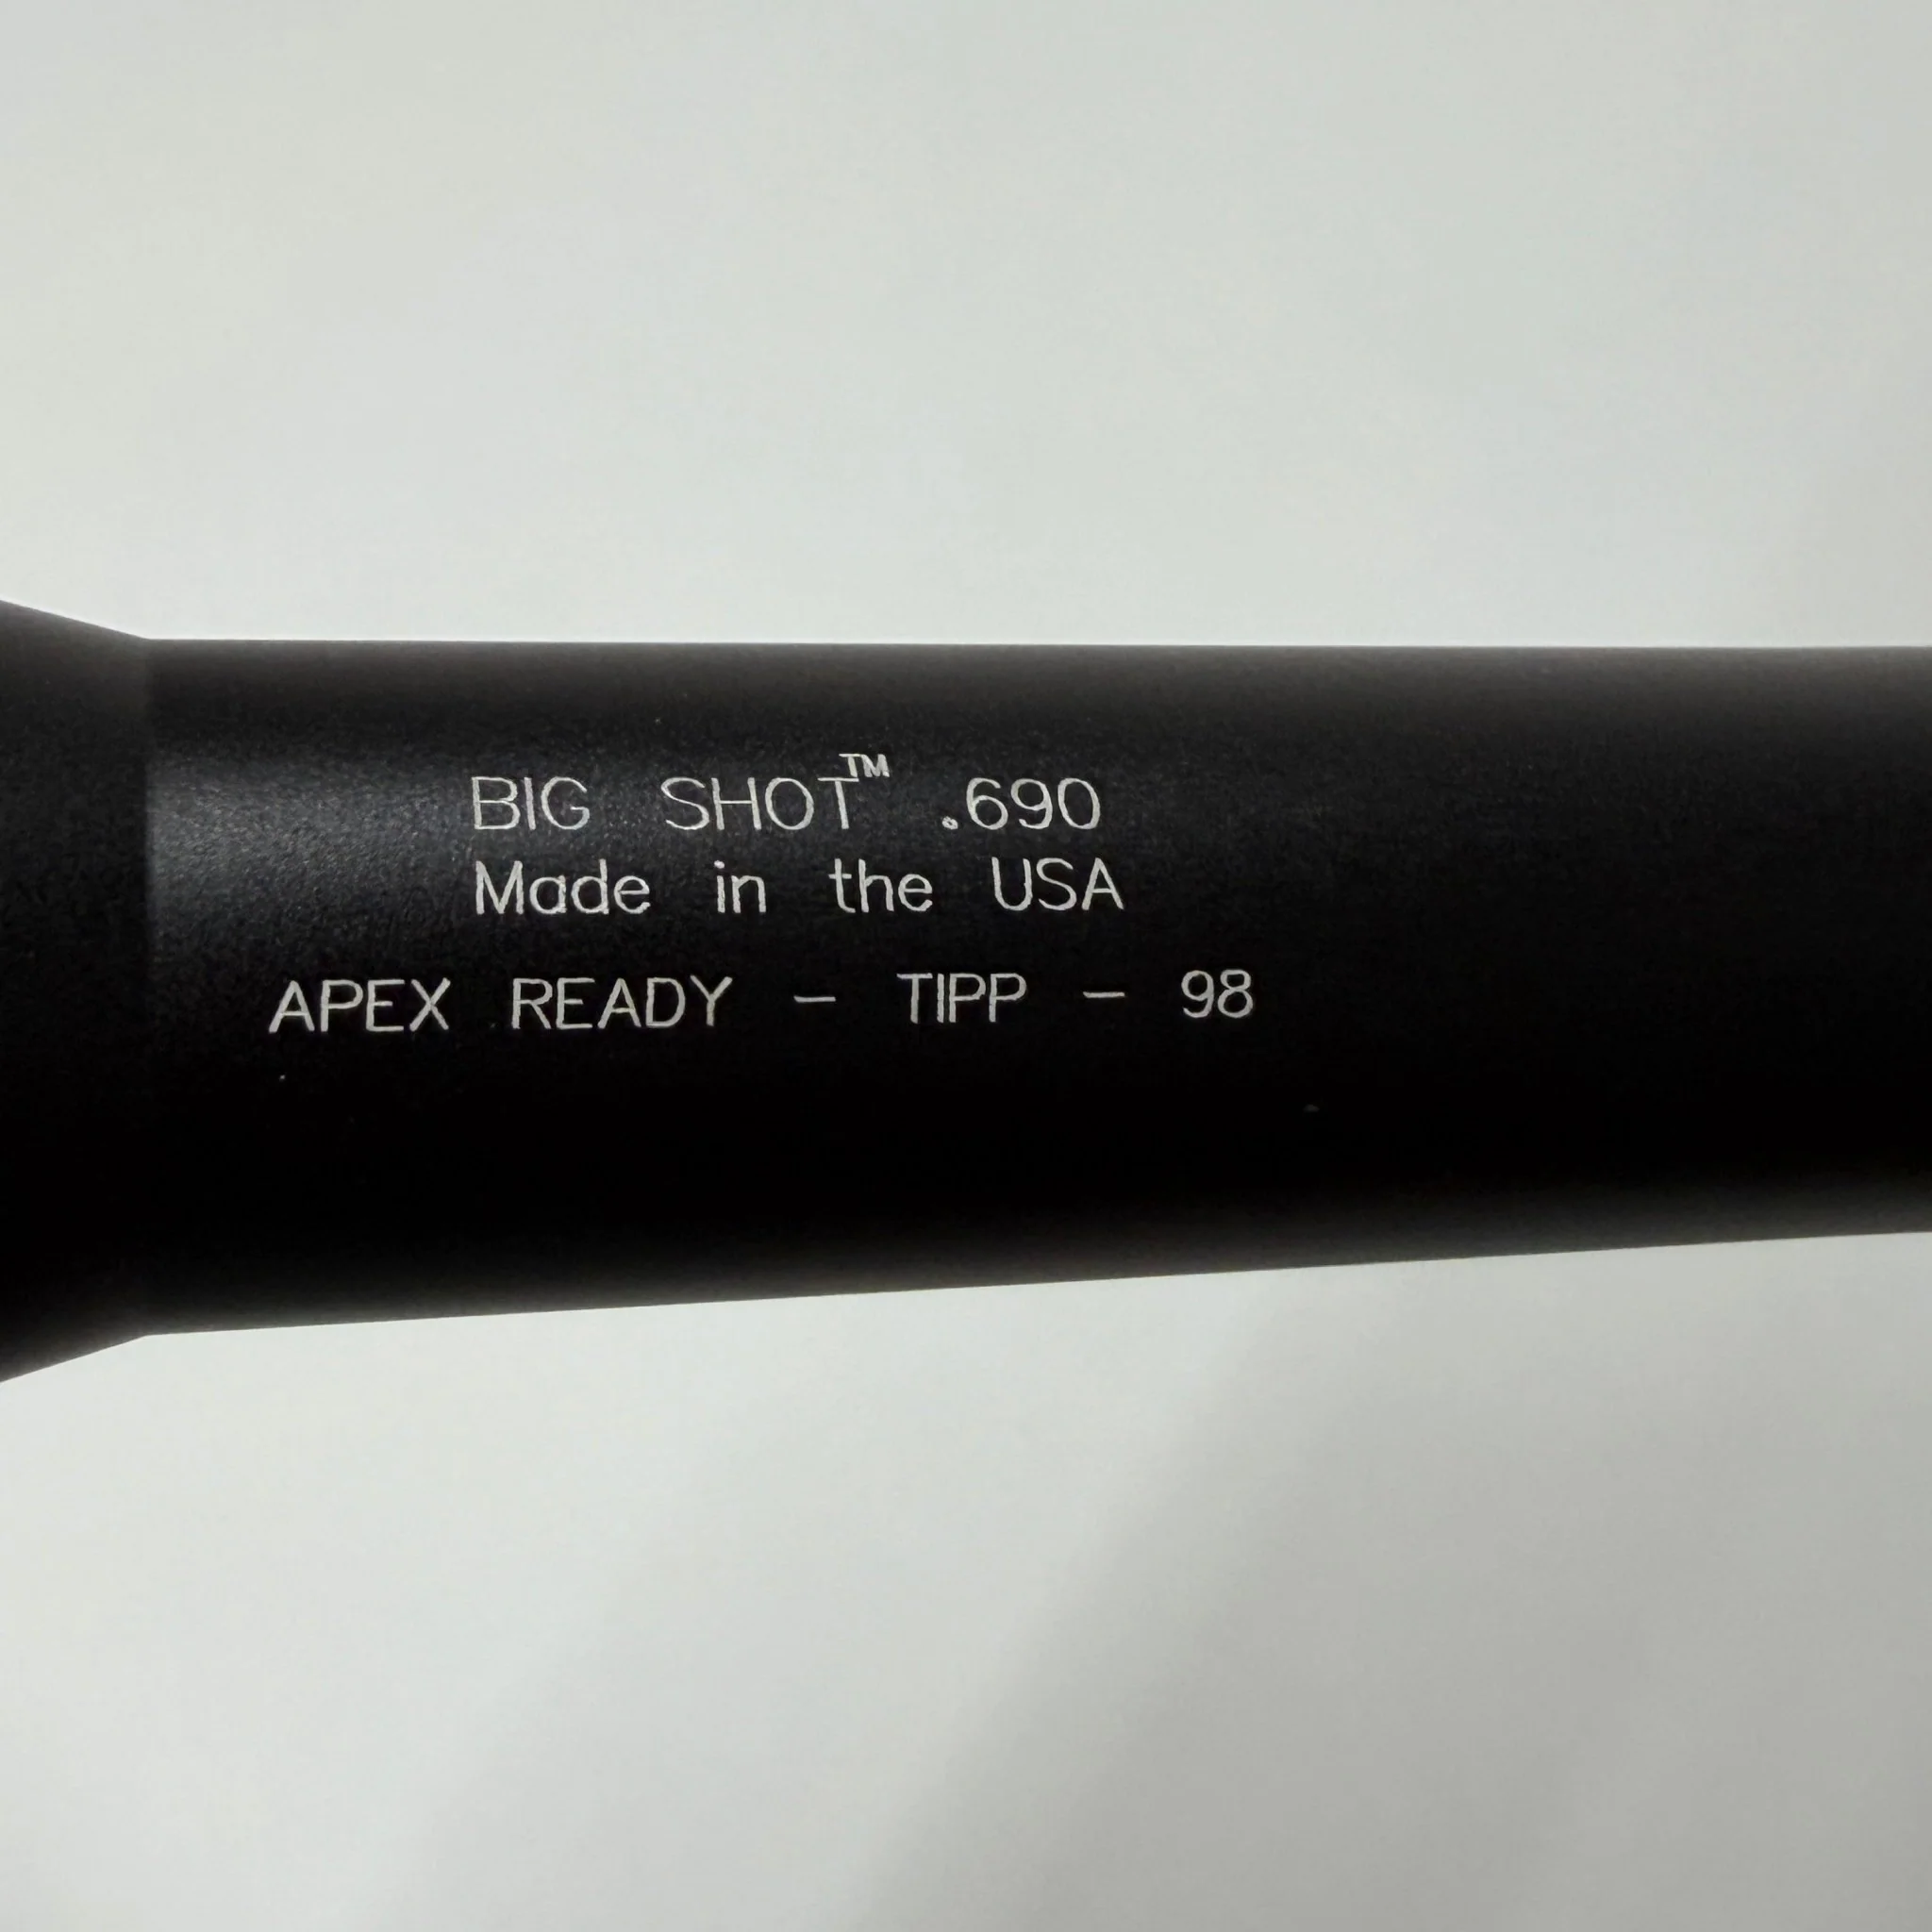 BIG SHOT™ .690
Made in the USA
APEX READY - TIPP - 98